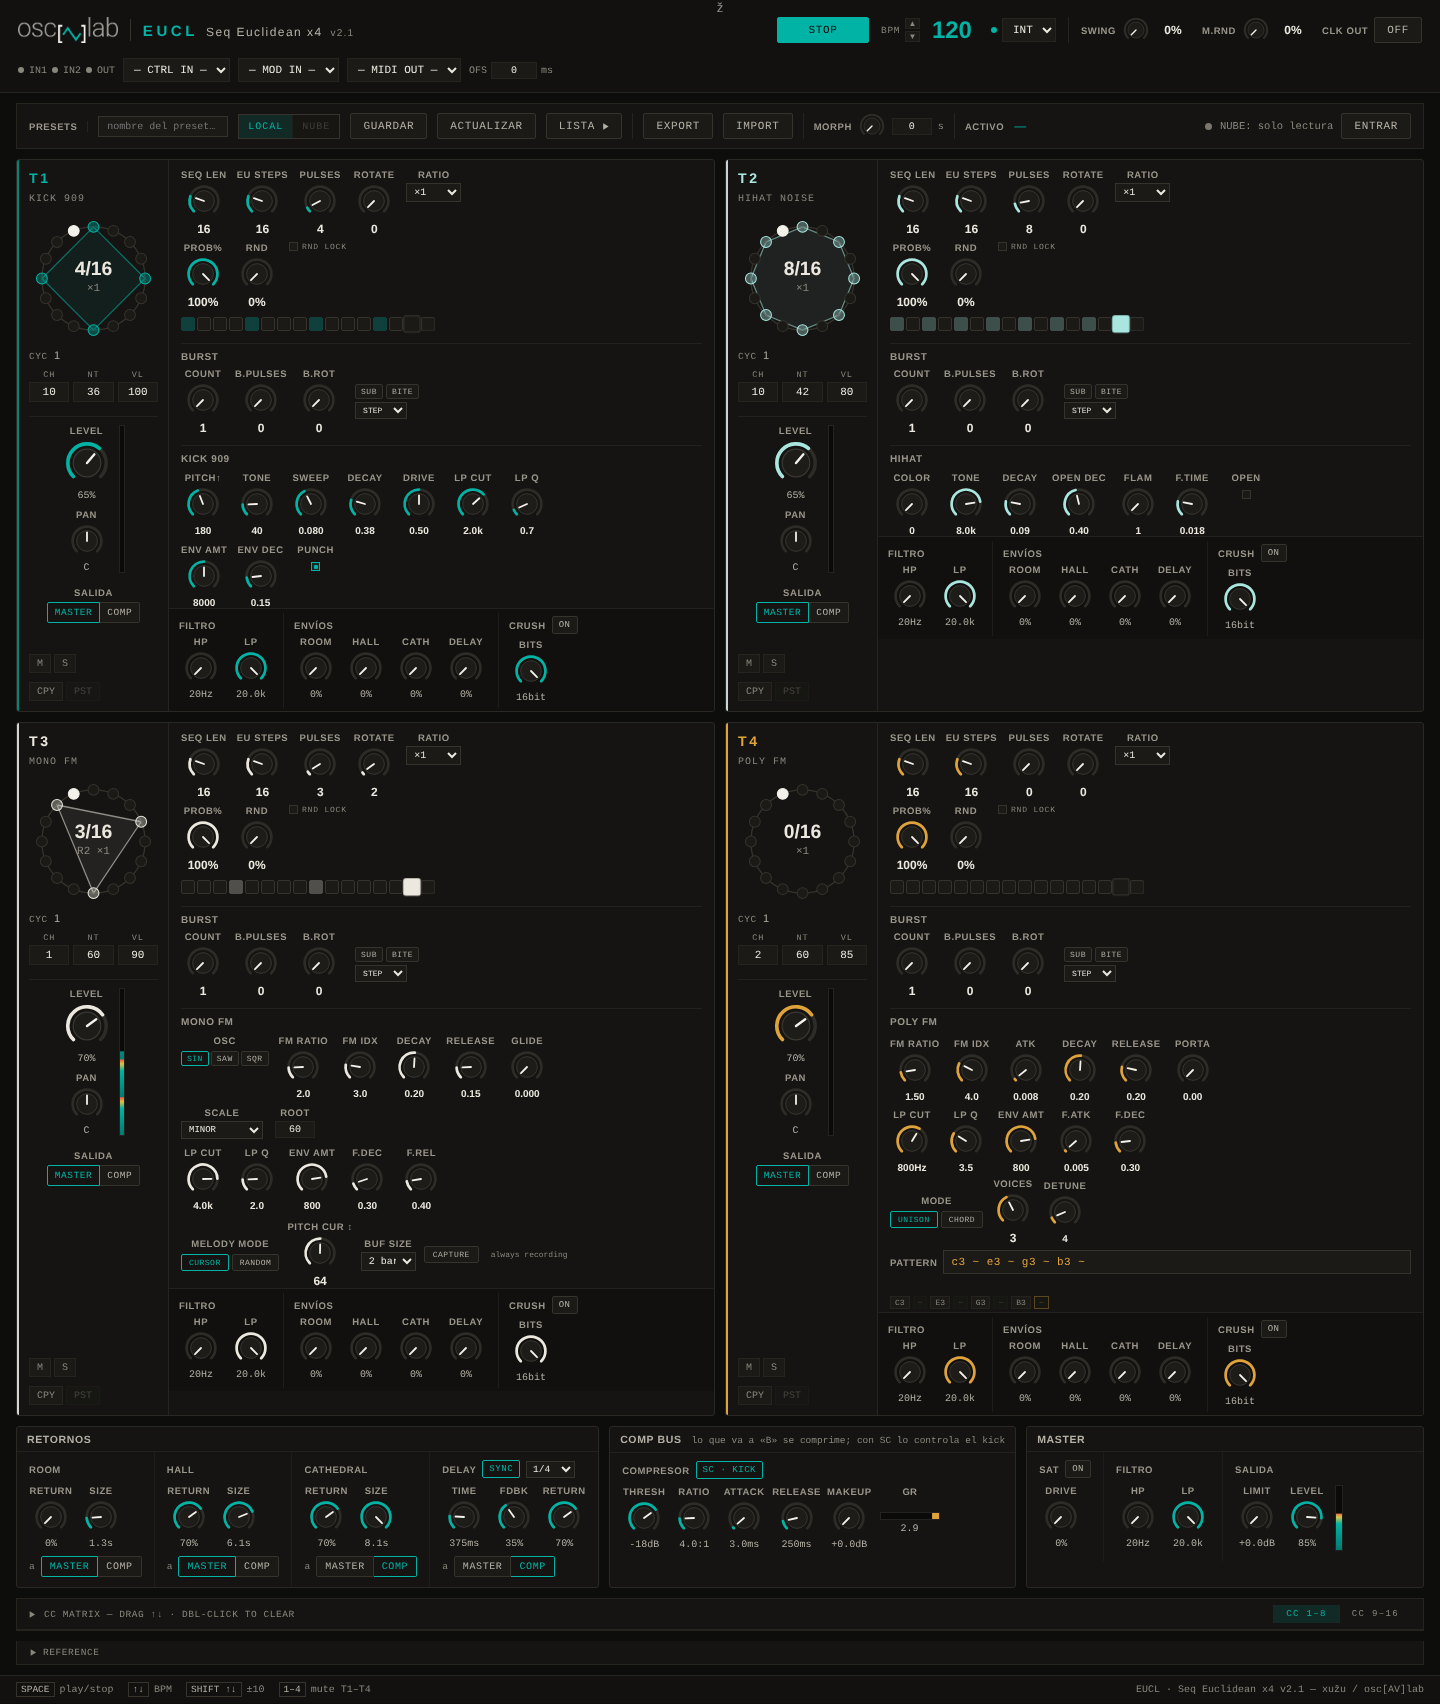 ž
osc[~]lab EUCL Seq Euclidean x4 v2.1 STOP BPM ▲ ▼ 120 INT SWING 0% M.RND 0% CLK OUT OFF
IN1 IN2 OUT — CTRL IN — — MOD IN — — MIDI OUT — OFS 0 ms
PRESETS nombre del preset… LOCAL NUBE GUARDAR ACTUALIZAR LISTA ▶ EXPORT IMPORT MORPH 0 s ACTIVO — NUBE: solo lectura ENTRAR
T1
KICK 909
4/16
×1
CYC 1
CH NT VL
10 36 100
LEVEL
65%
PAN
C
SALIDA
MASTER COMP
M S
CPY PST
SEQ LEN EU STEPS PULSES ROTATE RATIO
×1
16 16 4 0
PROB% RND RND LOCK
100% 0%
BURST
COUNT B.PULSES B.ROT
SUB BITE
STEP
1 0 0
KICK 909
PITCH↑ TONE SWEEP DECAY DRIVE LP CUT LP Q
180 40 0.080 0.38 0.50 2.0k 0.7
ENV AMT ENV DEC PUNCH
8000 0.15
FILTRO ENVÍOS CRUSH ON
HP LP ROOM HALL CATH DELAY BITS
20Hz 20.0k 0% 0% 0% 0% 16bit
T2
HIHAT NOISE
8/16
×1
CYC 1
CH NT VL
10 42 80
LEVEL
65%
PAN
C
SALIDA
MASTER COMP
M S
CPY PST
SEQ LEN EU STEPS PULSES ROTATE RATIO
×1
16 16 8 0
PROB% RND RND LOCK
100% 0%
BURST
COUNT B.PULSES B.ROT
SUB BITE
STEP
1 0 0
HIHAT
COLOR TONE DECAY OPEN DEC FLAM F.TIME OPEN
0 8.0k 0.09 0.40 1 0.018
FILTRO ENVÍOS CRUSH ON
HP LP ROOM HALL CATH DELAY BITS
20Hz 20.0k 0% 0% 0% 0% 16bit
T3
MONO FM
3/16
R2 ×1
CYC 1
CH NT VL
1 60 90
LEVEL
70%
PAN
C
SALIDA
MASTER COMP
M S
CPY PST
SEQ LEN EU STEPS PULSES ROTATE RATIO
×1
16 16 3 2
PROB% RND RND LOCK
100% 0%
BURST
COUNT B.PULSES B.ROT
SUB BITE
STEP
1 0 0
MONO FM
OSC FM RATIO FM IDX DECAY RELEASE GLIDE
SIN SAW SQR
2.0 3.0 0.20 0.15 0.000
SCALE ROOT
MINOR 60
LP CUT LP Q ENV AMT F.DEC F.REL
4.0k 2.0 800 0.30 0.40
PITCH CUR ↕
MELODY MODE BUF SIZE
CURSOR RANDOM 2 bar CAPTURE always recording
64
FILTRO ENVÍOS CRUSH ON
HP LP ROOM HALL CATH DELAY BITS
20Hz 20.0k 0% 0% 0% 0% 16bit
T4
POLY FM
0/16
×1
CYC 1
CH NT VL
2 60 85
LEVEL
70%
PAN
C
SALIDA
MASTER COMP
M S
CPY PST
SEQ LEN EU STEPS PULSES ROTATE RATIO
×1
16 16 0 0
PROB% RND RND LOCK
100% 0%
BURST
COUNT B.PULSES B.ROT
SUB BITE
STEP
1 0 0
POLY FM
FM RATIO FM IDX ATK DECAY RELEASE PORTA
1.50 4.0 0.008 0.20 0.20 0.00
LP CUT LP Q ENV AMT F.ATK F.DEC
800Hz 3.5 800 0.005 0.30
MODE VOICES DETUNE
UNISON CHORD
3 4
PATTERN c3 ~ e3 ~ g3 ~ b3 ~
C3 ~ E3 ~ G3 ~ B3 ~
FILTRO ENVÍOS CRUSH ON
HP LP ROOM HALL CATH DELAY BITS
20Hz 20.0k 0% 0% 0% 0% 16bit
RETORNOS
ROOM HALL CATHEDRAL DELAY SYNC 1/4
RETURN SIZE RETURN SIZE RETURN SIZE TIME FDBK RETURN
0% 1.3s 70% 6.1s 70% 8.1s 375ms 35% 70%
a MASTER COMP a MASTER COMP a MASTER COMP a MASTER COMP
COMP BUS lo que va a «B» se comprime; con SC lo controla el kick
COMPRESOR SC · KICK
THRESH RATIO ATTACK RELEASE MAKEUP GR
-18dB 4.0:1 3.0ms 250ms +0.0dB 2.9
MASTER
SAT ON FILTRO SALIDA
DRIVE HP LP LIMIT LEVEL
0% 20Hz 20.0k +0.0dB 85%
▶ CC MATRIX — DRAG ↑↓ · DBL-CLICK TO CLEAR CC 1–8 CC 9–16
▶ REFERENCE
SPACE play/stop ↑↓ BPM SHIFT ↑↓ ±10 1–4 mute T1–T4 EUCL · Seq Euclidean x4 v2.1 — xužu / osc[AV]lab